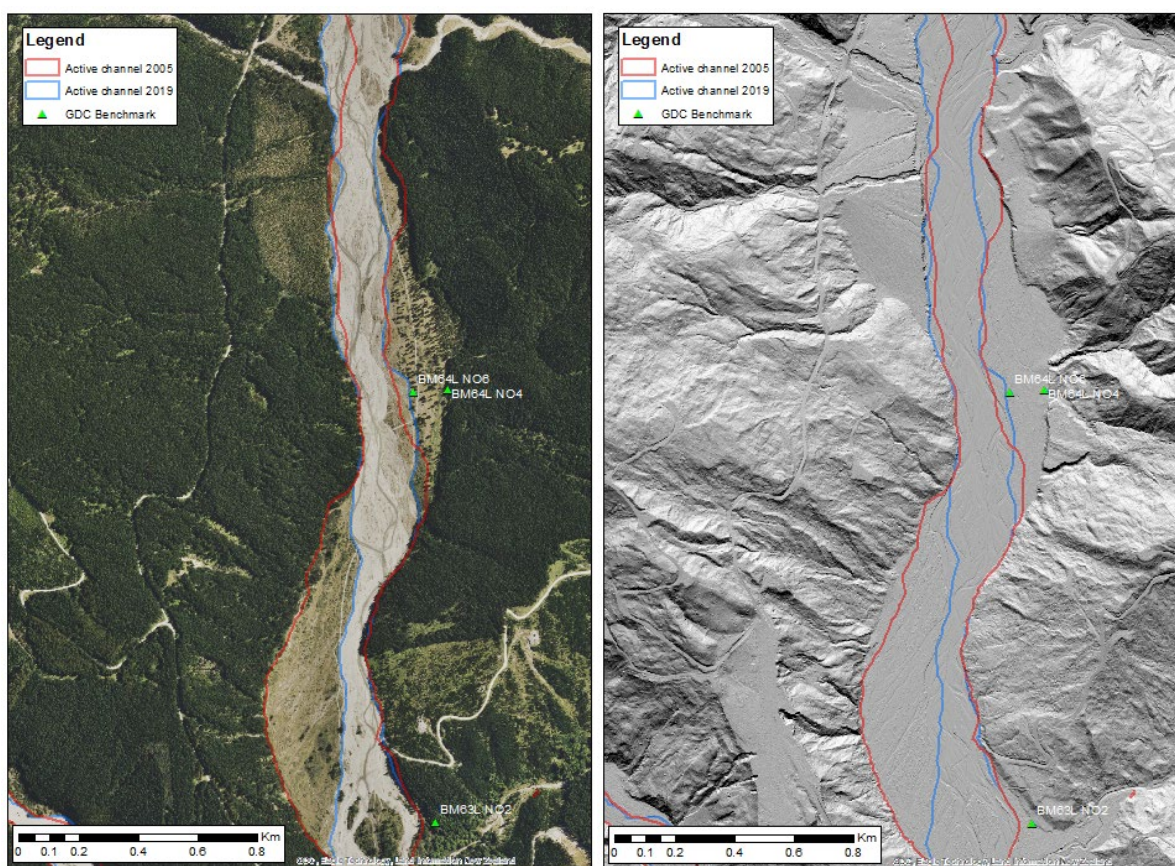 Legend
Active channel 2005
Active channel 2019
GDC Benchmark
BM64L NO6
BM64L NO4
BM63L NO2
0 0.1 0.2 0.4 0.6 0.8
Km
Legend
Active channel 2005
Active channel 2019
GDC Benchmark
BM64L NO6
BM64L NO4
BM63L NO2
0 0.1 0.2 0.4 0.6 0.8
Km